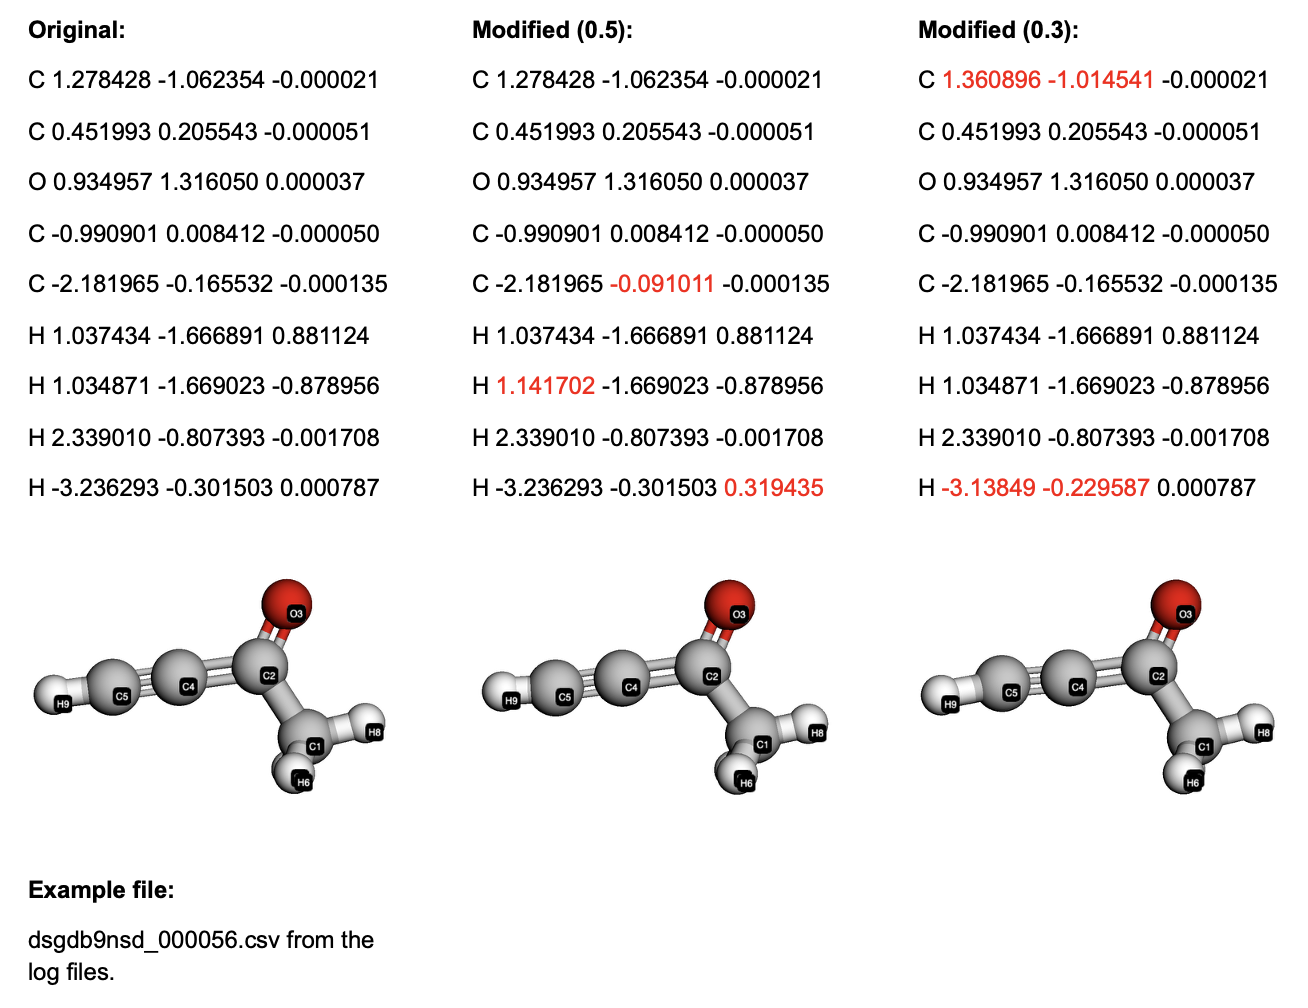 Original:
C 1.278428 -1.062354 -0.000021
C 0.451993 0.205543 -0.000051
O 0.934957 1.316050 0.000037
C -0.990901 0.008412 -0.000050
C -2.181965 -0.165532 -0.000135
H 1.037434 -1.666891 0.881124
H 1.034871 -1.669023 -0.878956
H 2.339010 -0.807393 -0.001708
H -3.236293 -0.301503 0.000787
Modified (0.5):
C 1.278428 -1.062354 -0.000021
C 0.451993 0.205543 -0.000051
O 0.934957 1.316050 0.000037
C -0.990901 0.008412 -0.000050
C -2.181965 -0.091011 -0.000135
H 1.037434 -1.666891 0.881124
H 1.141702 -1.669023 -0.878956
H 2.339010 -0.807393 -0.001708
H -3.236293 -0.301503 0.319435
Modified (0.3):
C 1.360896 -1.014541 -0.000021
C 0.451993 0.205543 -0.000051
O 0.934957 1.316050 0.000037
C -0.990901 0.008412 -0.000050
C -2.181965 -0.165532 -0.000135
H 1.037434 -1.666891 0.881124
H 1.034871 -1.669023 -0.878956
H 2.339010 -0.807393 -0.001708
H -3.13849 -0.229587 0.000787
O3
C2
C4
C5
H9
C1
H8
H6
O3
C2
C4
C5
H9
C1
H8
H6
O3
C2
C4
C5
H9
C1
H8
H6
Example file:
dsgdb9nsd_000056.csv from the
log files.